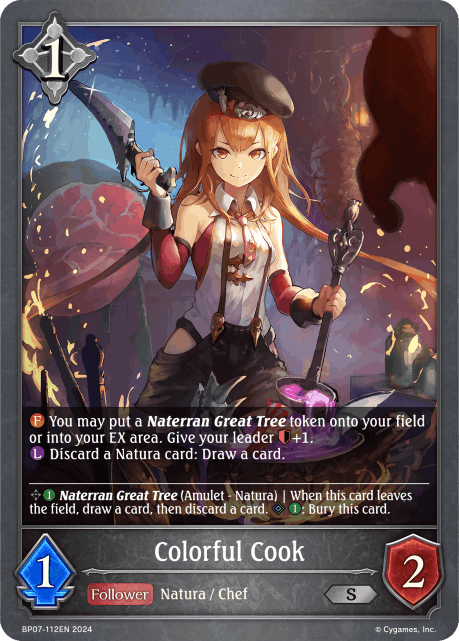 1
F You may put a Naterran Great Tree token onto your field
or into your EX area. Give your leader +1.
L Discard a Natura card: Draw a card.
1 Naterran Great Tree (Amulet - Natura) | When this card leaves
the field, draw a card, then discard a card. 1: Bury this card.
Colorful Cook
1
Follower Natura / Chef S
2
BP07-112EN 2024 © Cygames, Inc.